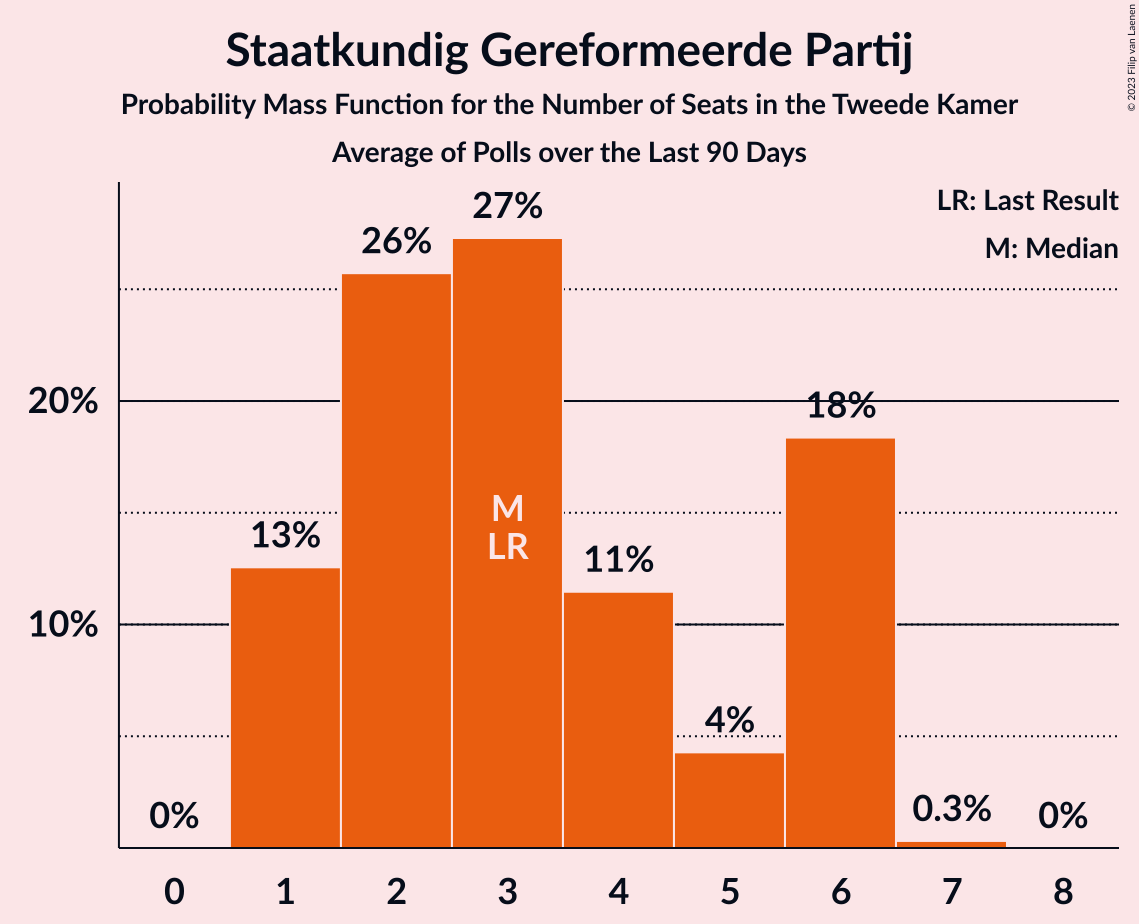 Staatkundig Gereformeerde Partij
Probability Mass Function for the Number of Seats in the Tweede Kamer
Average of Polls over the Last 90 Days
© 2023 Filip van Laenen
LR: Last Result
M: Median
27%
26%
20%
18%
M
13%
LR
11%
10%
4%
0%
0.3%
0%
0 1 2 3 4 5 6 7 8